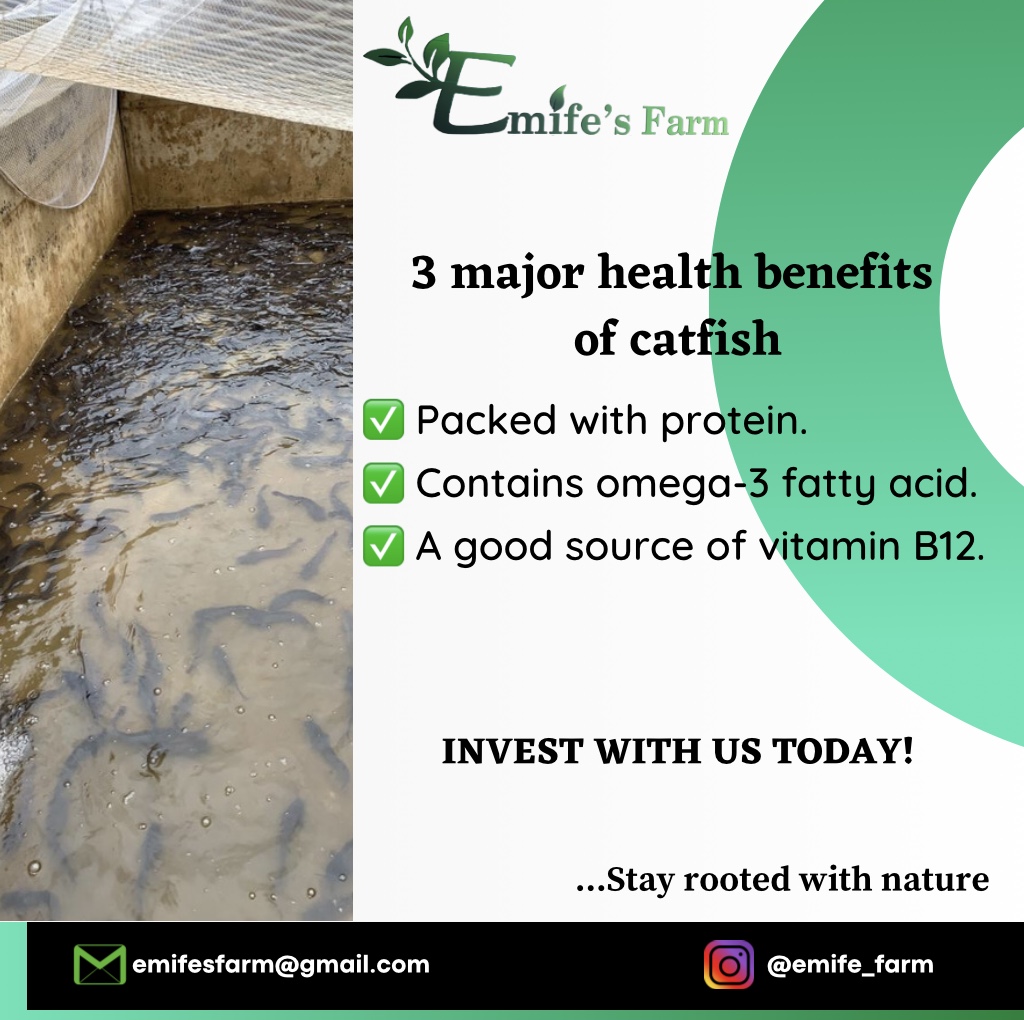 Emife's Farm
3 major health benefits
of catfish
✅ Packed with protein.
✅ Contains omega-3 fatty acid.
✅ A good source of vitamin B12.
INVEST WITH US TODAY!
...Stay rooted with nature
emifesfarm@gmail.com
@emife_farm